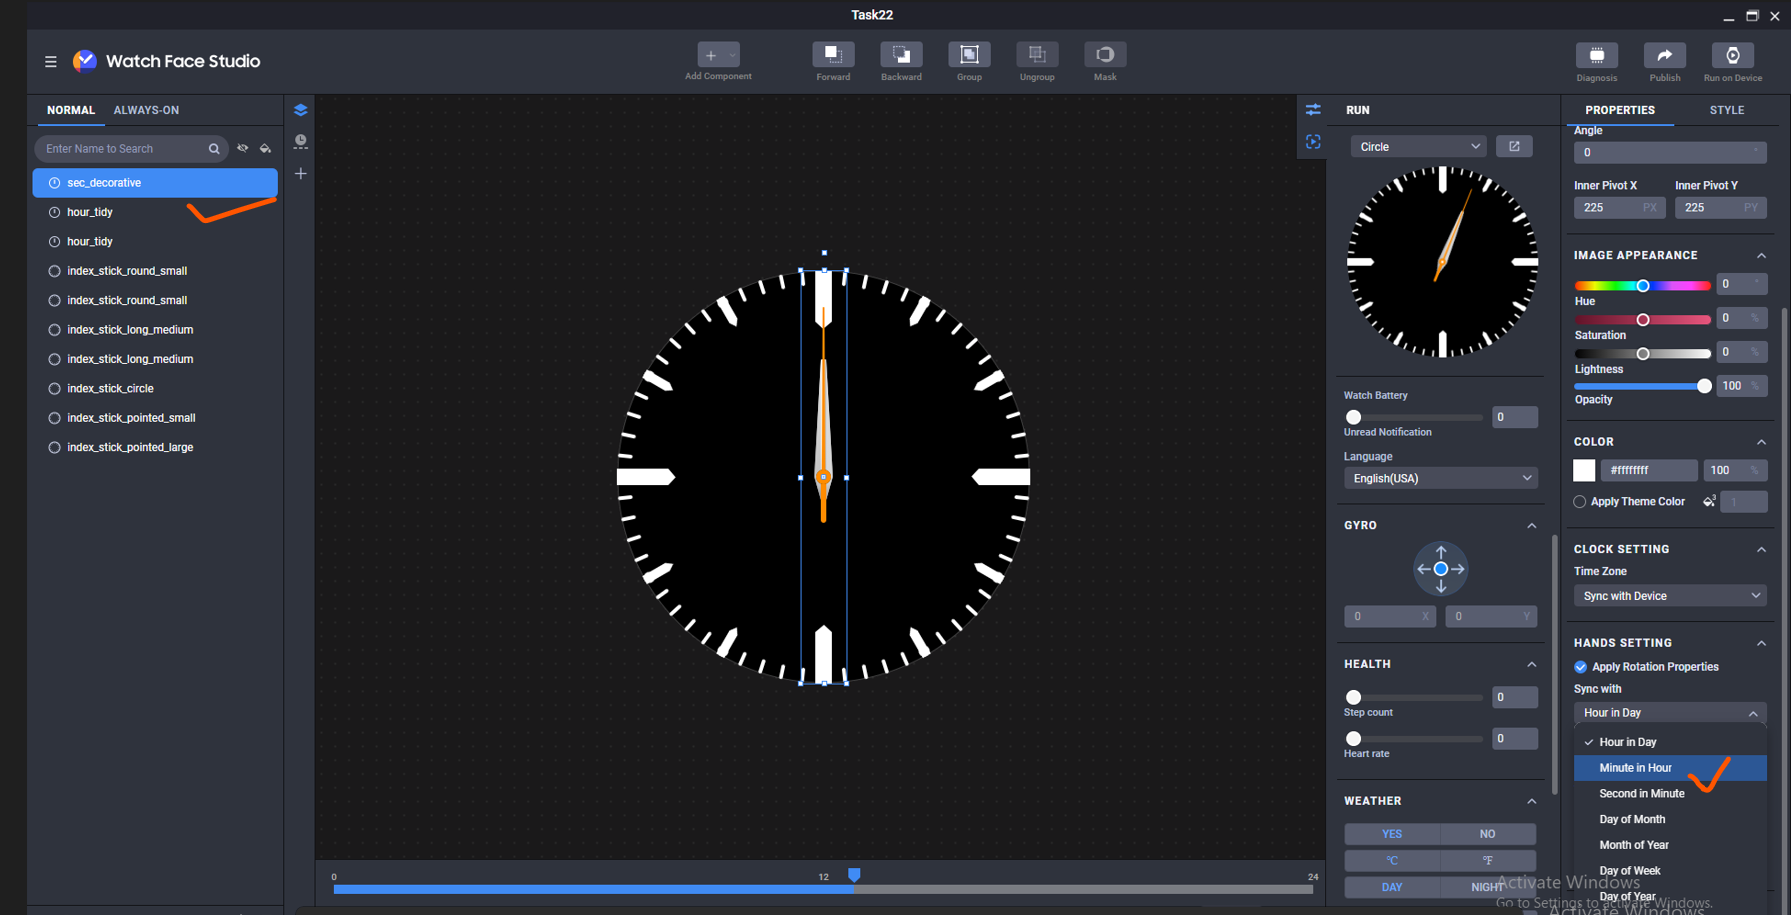 Task22
Watch Face Studio
Add Component
Forward
Backward
Group
Ungroup
Mask
Diagnosis
Publish
Run on Device
NORMAL
ALWAYS-ON
Enter Name to Search
sec_decorative
hour_tidy
hour_tidy
index_stick_round_small
index_stick_round_small
index_stick_long_medium
index_stick_long_medium
index_stick_circle
index_stick_pointed_small
index_stick_pointed_large
0
12
24
RUN
Circle
Watch Battery
0
Unread Notification
Language
English(USA)
GYRO
0 X
0 Y
HEALTH
0
Step count
0
Heart rate
WEATHER
YES
NO
°C
°F
DAY
NIGHT
PROPERTIES
STYLE
Angle
0 °
Inner Pivot X
Inner Pivot Y
225 PX
225 PY
IMAGE APPEARANCE
0 °
Hue
0 %
Saturation
0 %
Lightness
100 %
Opacity
COLOR
#ffffffff
100 %
Apply Theme Color
3
1
CLOCK SETTING
Time Zone
Sync with Device
HANDS SETTING
Apply Rotation Properties
Sync with
Hour in Day
Hour in Day
Minute in Hour
Second in Minute
Day of Month
Month of Year
Day of Week
Day of Year
Activate Windows
Go to Settings to activate Windows.
Activate Windows